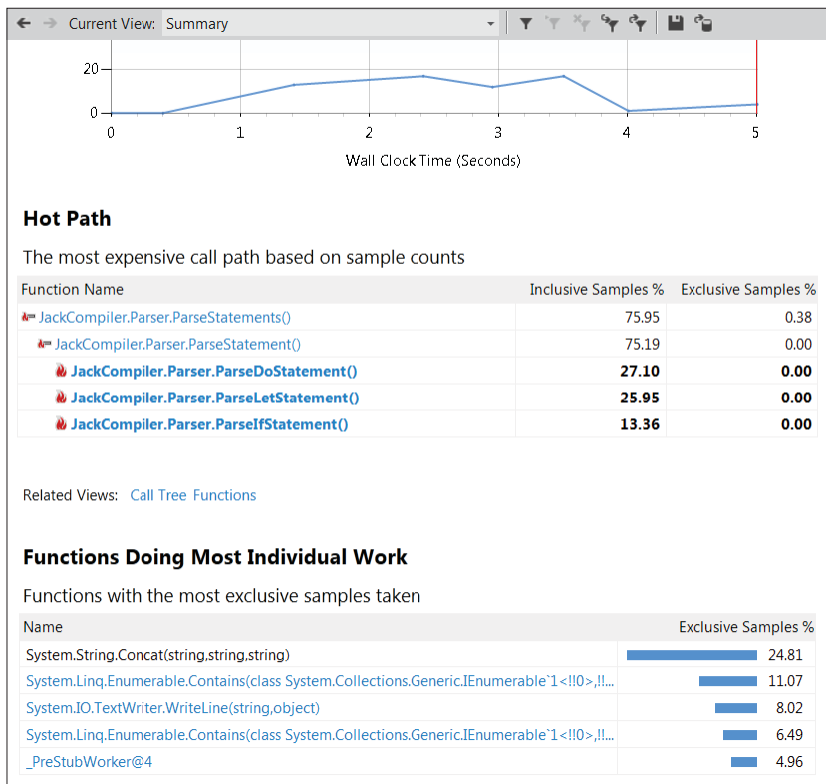 Current View: Summary
20
0
0 1 2 3 4 5
Wall Clock Time (Seconds)
Hot Path
The most expensive call path based on sample counts
Function Name Inclusive Samples % Exclusive Samples %
JackCompiler.Parser.ParseStatements() 75.95 0.38
JackCompiler.Parser.ParseStatement() 75.19 0.00
JackCompiler.Parser.ParseDoStatement() 27.10 0.00
JackCompiler.Parser.ParseLetStatement() 25.95 0.00
JackCompiler.Parser.ParseIfStatement() 13.36 0.00
Related Views: Call Tree Functions
Functions Doing Most Individual Work
Functions with the most exclusive samples taken
Name Exclusive Samples %
System.String.Concat(string,string,string) 24.81
System.Linq.Enumerable.Contains(class System.Collections.Generic.IEnumerable`1<!!0>,!!... 11.07
System.IO.TextWriter.WriteLine(string,object) 8.02
System.Linq.Enumerable.Contains(class System.Collections.Generic.IEnumerable`1<!!0>,!!... 6.49
_PreStubWorker@4 4.96